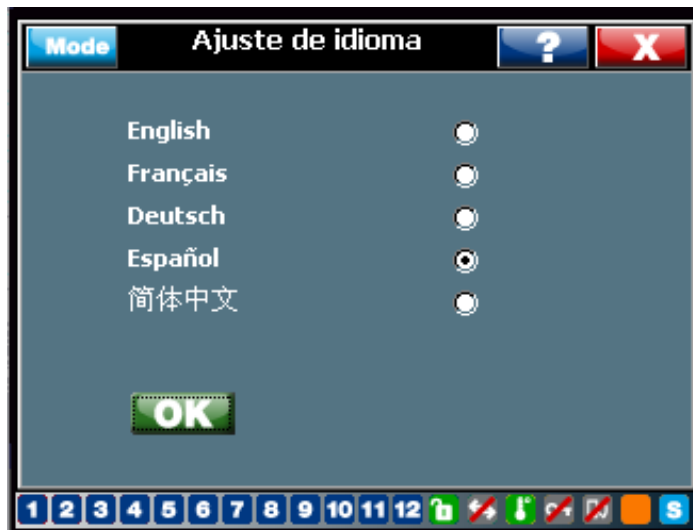 Mode Ajuste de idioma ? X
English
Français
Deutsch
Español
简体中文
OK
1 2 3 4 5 6 7 8 9 10 11 12 S